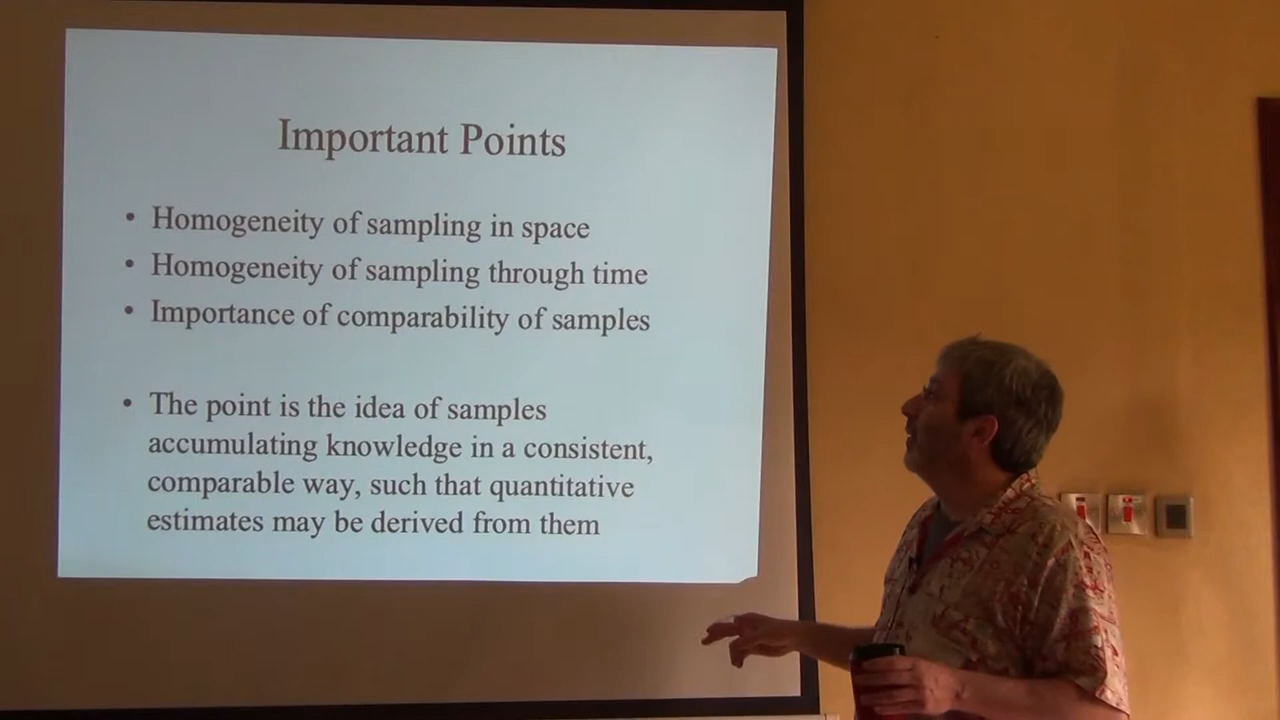 Important Points
• Homogeneity of sampling in space
• Homogeneity of sampling through time
• Importance of comparability of samples
• The point is the idea of samples
accumulating knowledge in a consistent,
comparable way, such that quantitative
estimates may be derived from them